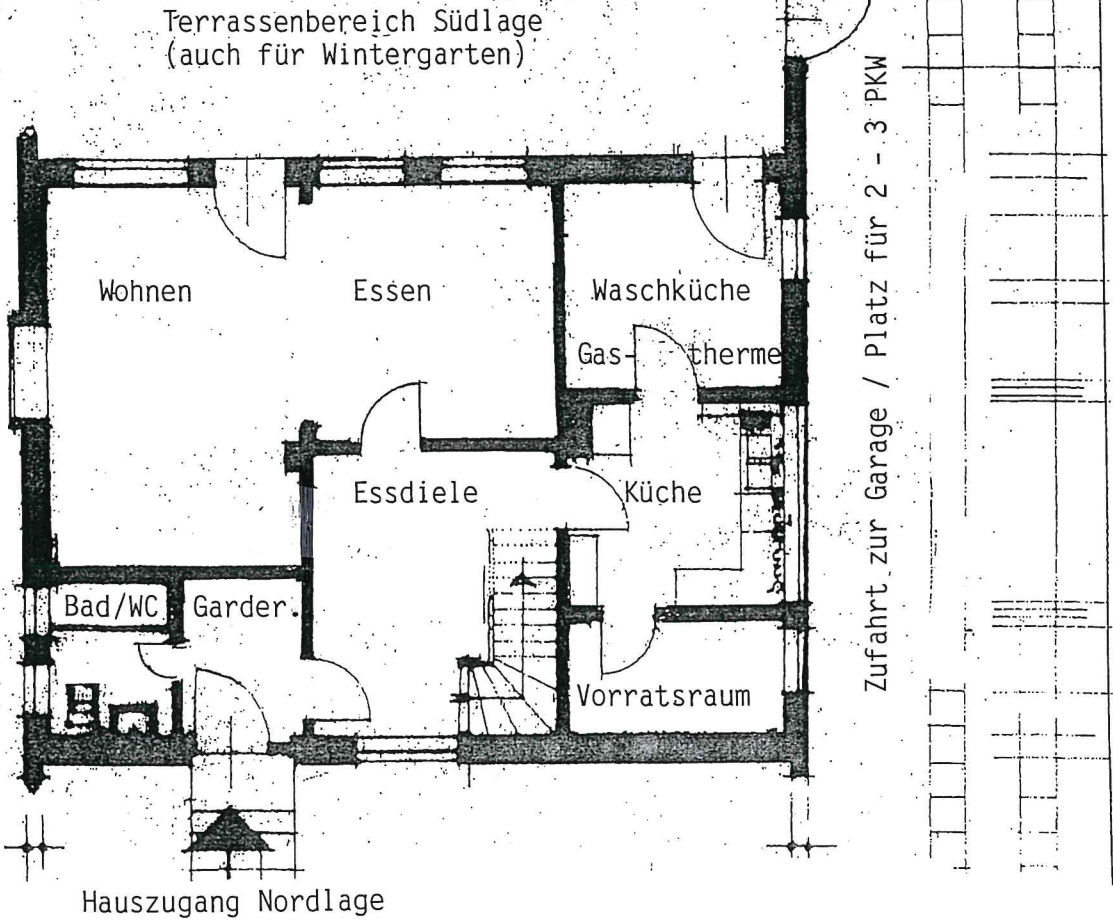 Terrassenbereich Südlage
(auch für Wintergarten)
Zufahrt zur Garage / Platz für 2 - 3 PKW
Wohnen
Essen
Waschküche
Gas- therme
Essdiele
Küche
Bad/WC
Garder.
Vorratsraum
Hauszugang Nordlage